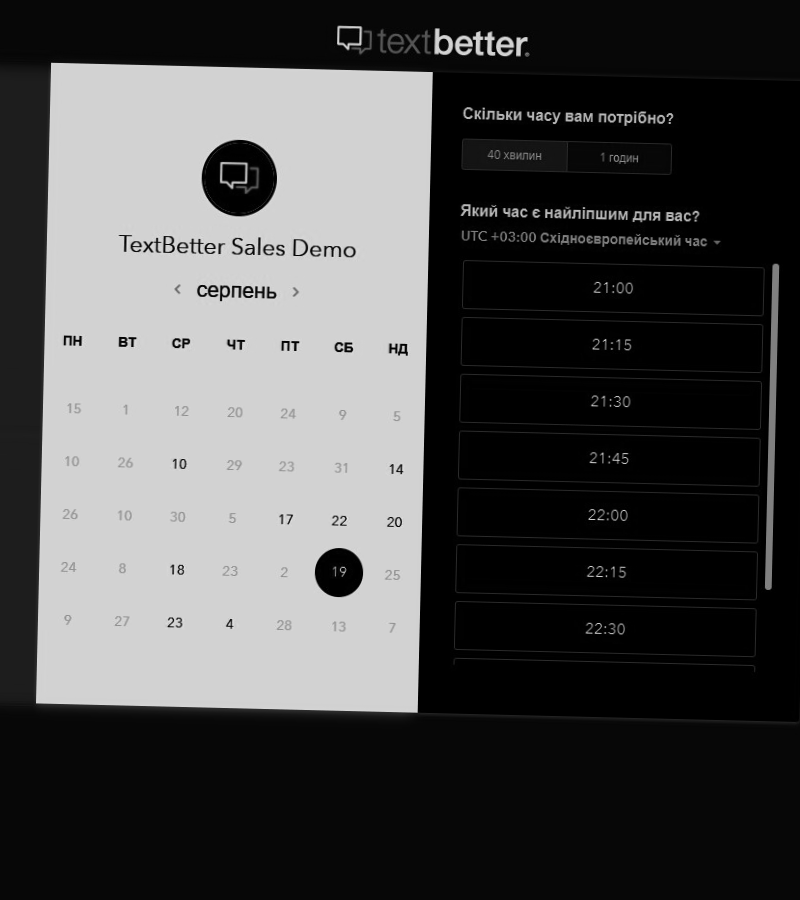 textbetter.
TextBetter Sales Demo
серпень
ПН ВТ СР ЧТ ПТ СБ НД
15 1 12 20 24 9 5
10 26 10 29 23 31 14
26 10 30 5 17 22 20
24 8 18 23 2 19 25
9 27 23 4 28 13 7
Скільки часу вам потрібно?
40 хвилин 1 годин
Який час є найліпшим для вас?
UTC +03:00 Східноєвропейський час
21:00
21:15
21:30
21:45
22:00
22:15
22:30